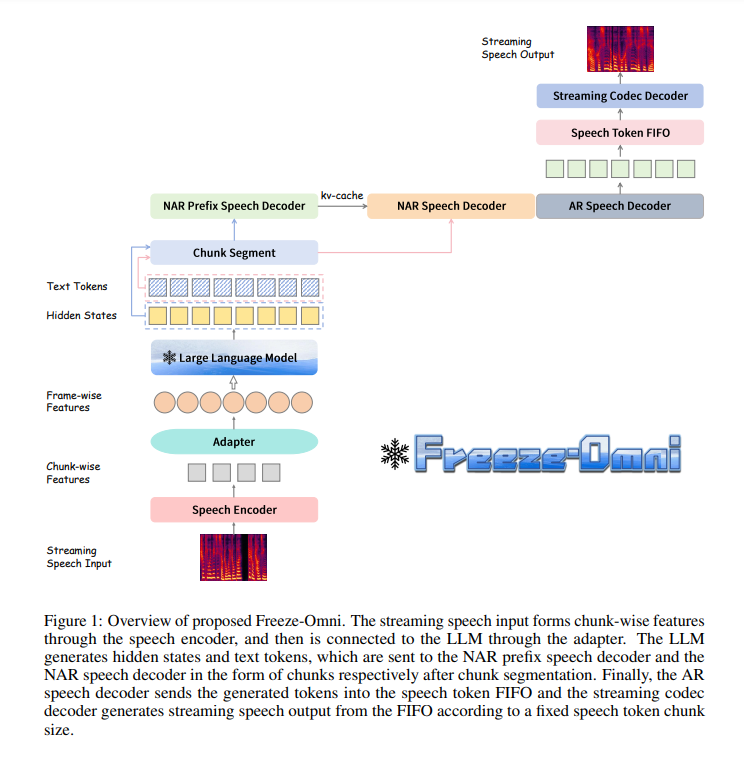 Streaming
Speech Output
Streaming Codec Decoder
Speech Token FIFO
NAR Prefix Speech Decoder
kv-cache
NAR Speech Decoder
AR Speech Decoder
Chunk Segment
Text Tokens
Hidden States
Large Language Model
Frame-wise
Features
Adapter
Freeze-Omni
Chunk-wise
Features
Speech Encoder
Streaming
Speech Input
Figure 1: Overview of proposed Freeze-Omni. The streaming speech input forms chunk-wise features
through the speech encoder, and then is connected to the LLM through the adapter. The LLM
generates hidden states and text tokens, which are sent to the NAR prefix speech decoder and the
NAR speech decoder in the form of chunks respectively after chunk segmentation. Finally, the AR
speech decoder sends the generated tokens into the speech token FIFO and the streaming codec
decoder generates streaming speech output from the FIFO according to a fixed speech token chunk
size.